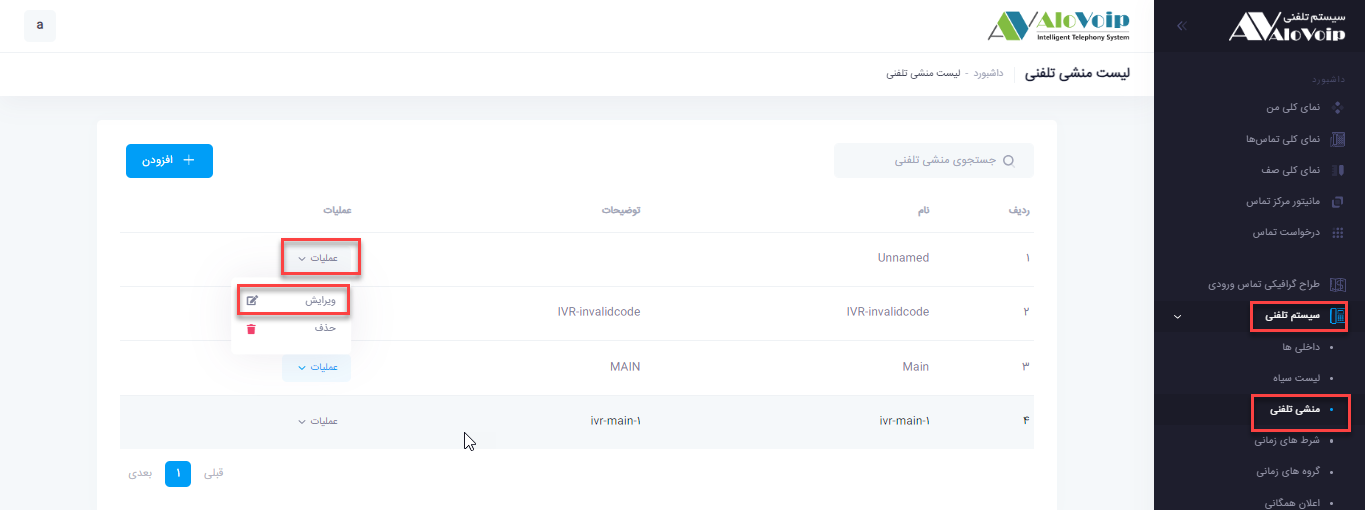 سیستم تلفنی
AloVoip
داشبورد
نمای کلی من
نمای کلی تماس‌ها
نمای کلی صف
مانیتور مرکز تماس
درخواست تماس
طراح گرافیکی تماس ورودی
سیستم تلفنی
داخلی ها
لیست سیاه
منشی تلفنی
شرط های زمانی
گروه های زمانی
اعلان همگانی
AloVoip
Intelligent Telephony System
a
لیست منشی تلفنی
داشبورد - لیست منشی تلفنی
جستجوی منشی تلفنی
افزودن
ردیف نام توضیحات عملیات
۱ Unnamed عملیات
ویرایش
حذف
۲ IVR-invalidcode IVR-invalidcode
۳ Main MAIN عملیات
۴ ivr-main-۱ ivr-main-۱ عملیات
قبلی ۱ بعدی